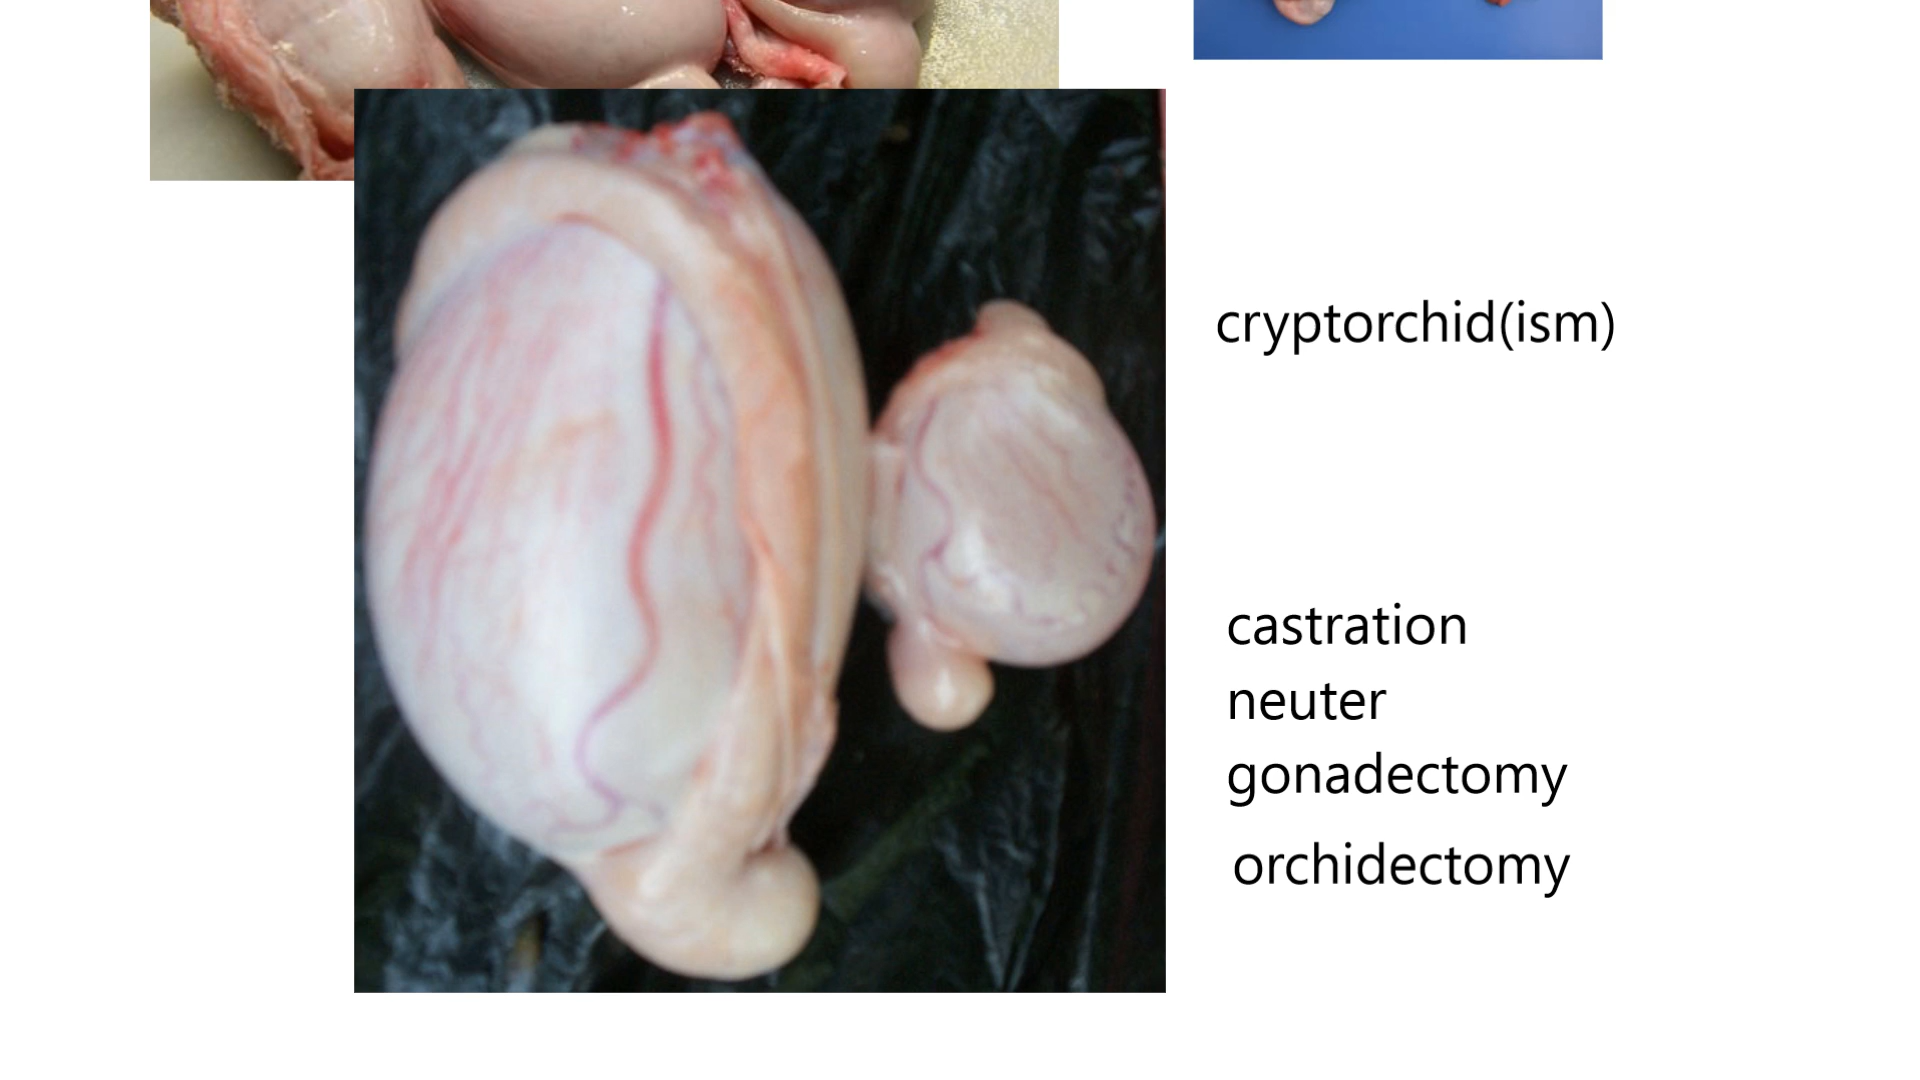 cryptorchid(ism)
castration
neuter
gonadectomy
orchidectomy